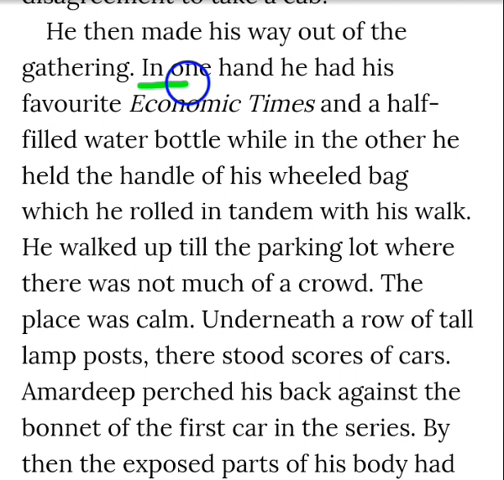 He then made his way out of the
gathering. In one hand he had his
favourite Economic Times and a half-
filled water bottle while in the other he
held the handle of his wheeled bag
which he rolled in tandem with his walk.
He walked up till the parking lot where
there was not much of a crowd. The
place was calm. Underneath a row of tall
lamp posts, there stood scores of cars.
Amardeep perched his back against the
bonnet of the first car in the series. By
then the exposed parts of his body had